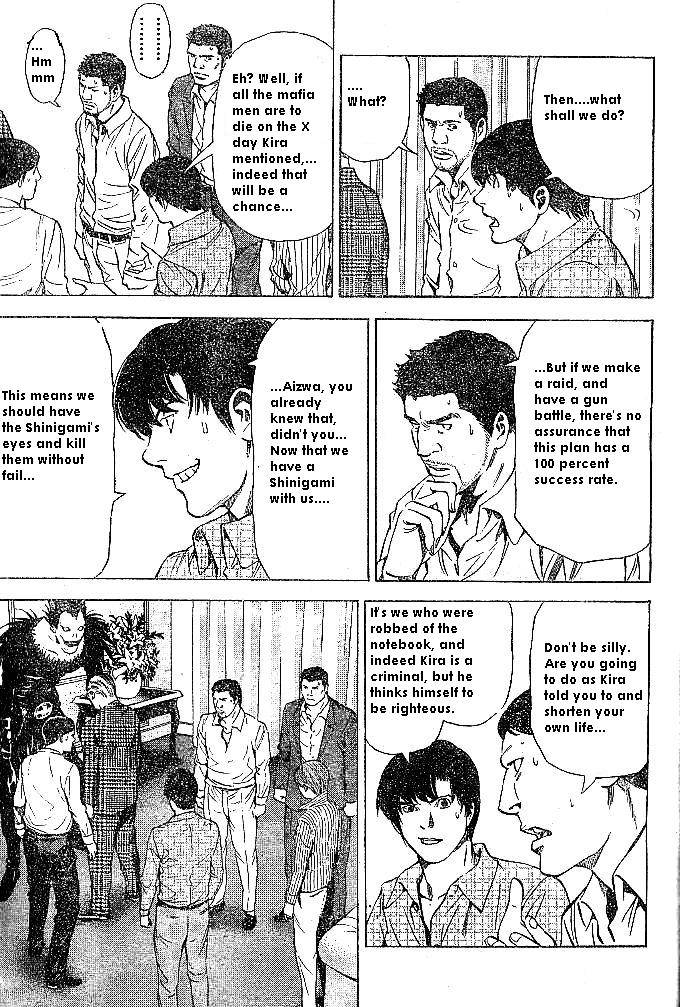 Then....what
shall we do?
....
What?
Eh? Well, if
all the mafia
men are to
die on the X
day Kira
mentioned,...
indeed that
will be a
chance...
...
Hm
mm
...But if we make
a raid, and
have a gun
battle, there's no
assurance that
this plan has a
100 percent
success rate.
...Aizwa, you
already
knew that,
didn't you...
Now that we
have a
Shinigami
with us....
This means we
should have
the Shinigami's
eyes and kill
them without
fail...
Don't be silly.
Are you going
to do as Kira
told you to and
shorten your
own life...
It's we who were
robbed of the
notebook, and
indeed Kira is a
criminal, but he
thinks himself to
be righteous.